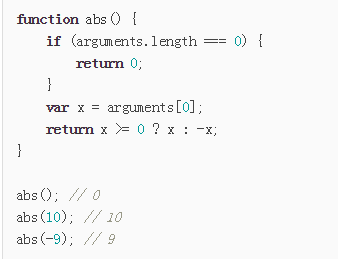 function abs() {
    if (arguments.length === 0) {
        return 0;
    }
    var x = arguments[0];
    return x >= 0 ? x : -x;
}

abs(); // 0
abs(10); // 10
abs(-9); // 9